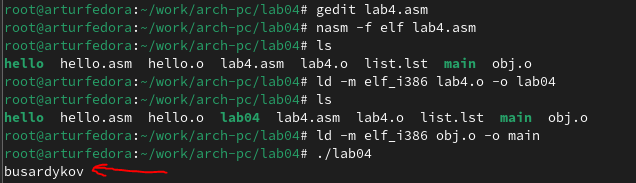 root@arturfedora:~/work/arch-pc/lab04# gedit lab4.asm
root@arturfedora:~/work/arch-pc/lab04# nasm -f elf lab4.asm
root@arturfedora:~/work/arch-pc/lab04# ls
hello hello.asm hello.o lab4.asm lab4.o list.lst main obj.o
root@arturfedora:~/work/arch-pc/lab04# ld -m elf_i386 lab4.o -o lab04
root@arturfedora:~/work/arch-pc/lab04# ls
hello hello.asm hello.o lab04 lab4.asm lab4.o list.lst main obj.o
root@arturfedora:~/work/arch-pc/lab04# ld -m elf_i386 obj.o -o main
root@arturfedora:~/work/arch-pc/lab04# ./lab04
busardykov